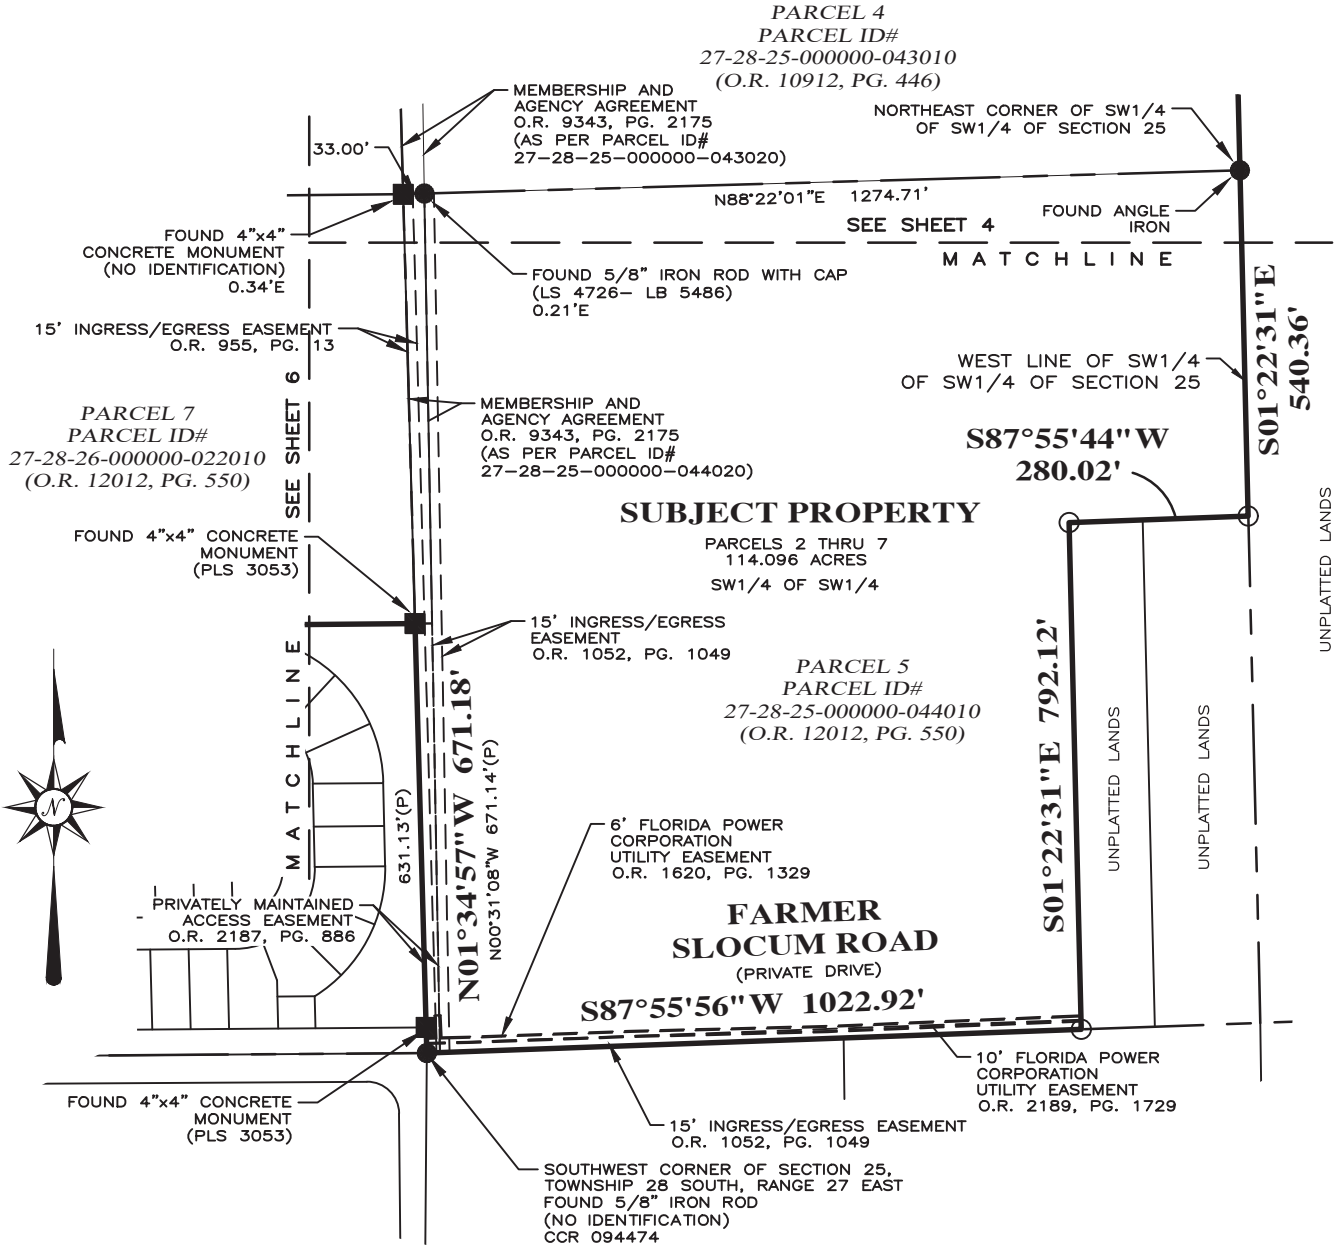 PARCEL 4
PARCEL ID#
27-28-25-000000-043010
(O.R. 10912, PG. 446)
MEMBERSHIP AND
AGENCY AGREEMENT
O.R. 9343, PG. 2175
(AS PER PARCEL ID#
27-28-25-000000-043020)
NORTHEAST CORNER OF SW1/4
OF SW1/4 OF SECTION 25
33.00'
N88°22'01"E 1274.71'
SEE SHEET 4
FOUND ANGLE
IRON
MATCHLINE
FOUND 4"x4"
CONCRETE MONUMENT
(NO IDENTIFICATION)
0.34'E
FOUND 5/8" IRON ROD WITH CAP
(LS 4726- LB 5486)
0.21'E
15' INGRESS/EGRESS EASEMENT
O.R. 955, PG. 13
S01°22'31"E
540.36'
WEST LINE OF SW1/4
OF SW1/4 OF SECTION 25
SEE SHEET 6
PARCEL 7
PARCEL ID#
27-28-26-000000-022010
(O.R. 12012, PG. 550)
MEMBERSHIP AND
AGENCY AGREEMENT
O.R. 9343, PG. 2175
(AS PER PARCEL ID#
27-28-25-000000-044020)
S87°55'44"W
280.02'
SUBJECT PROPERTY
PARCELS 2 THRU 7
114.096 ACRES
SW1/4 OF SW1/4
UNPLATTED LANDS
FOUND 4"x4" CONCRETE
MONUMENT
(PLS 3053)
15' INGRESS/EGRESS
EASEMENT
O.R. 1052, PG. 1049
MATCHLINE
PARCEL 5
PARCEL ID#
27-28-25-000000-044010
(O.R. 12012, PG. 550)
S01°22'31"E 792.12'
UNPLATTED LANDS
UNPLATTED LANDS
N
631.13'(P)
N01°34'57"W 671.18'
N00°31'08"W 671.14'(P)
6' FLORIDA POWER
CORPORATION
UTILITY EASEMENT
O.R. 1620, PG. 1329
PRIVATELY MAINTAINED
ACCESS EASEMENT
O.R. 2187, PG. 886
FARMER
SLOCUM ROAD
(PRIVATE DRIVE)
S87°55'56"W 1022.92'
10' FLORIDA POWER
CORPORATION
UTILITY EASEMENT
O.R. 2189, PG. 1729
FOUND 4"x4" CONCRETE
MONUMENT
(PLS 3053)
15' INGRESS/EGRESS EASEMENT
O.R. 1052, PG. 1049
SOUTHWEST CORNER OF SECTION 25,
TOWNSHIP 28 SOUTH, RANGE 27 EAST
FOUND 5/8" IRON ROD
(NO IDENTIFICATION)
CCR 094474